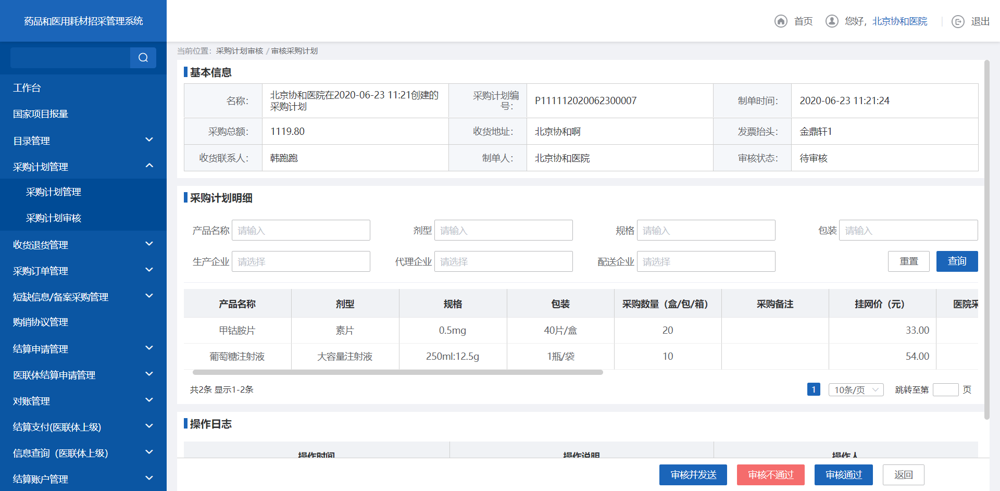 药品和医用耗材招采管理系统
首页
您好，北京协和医院
退出
当前位置：采购计划审核 / 审核采购计划
工作台
国家项目报量
目录管理
采购计划管理
采购计划管理
采购计划审核
收货退货管理
采购订单管理
短缺信息/备案采购管理
购销协议管理
结算申请管理
医联体结算申请管理
对账管理
结算支付(医联体上级)
信息查询（医联体上级）
结算账户管理
基本信息
名称：
北京协和医院在2020-06-23 11:21创建的
采购计划
采购计划编
号：
P111112020062300007
制单时间：
2020-06-23 11:21:24
采购总额：
1119.80
收货地址：
北京协和啊
发票抬头：
金鼎轩1
收货联系人：
韩跑跑
制单人：
北京协和医院
审核状态：
待审核
采购计划明细
产品名称 请输入
剂型 请输入
规格 请输入
包装 请输入
生产企业 请选择
代理企业 请选择
配送企业 请选择
重置
查询
产品名称 剂型 规格 包装 采购数量（盒/包/箱） 采购备注 挂网价（元） 医院采
甲钴胺片 素片 0.5mg 40片/盒 20 33.00
葡萄糖注射液 大容量注射液 250ml:12.5g 1瓶/袋 10 54.00
共2条 显示1-2条
1
10条/页
跳转至第 页
操作日志
操作时间 操作说明 操作人
审核并发送
审核不通过
审核通过
返回